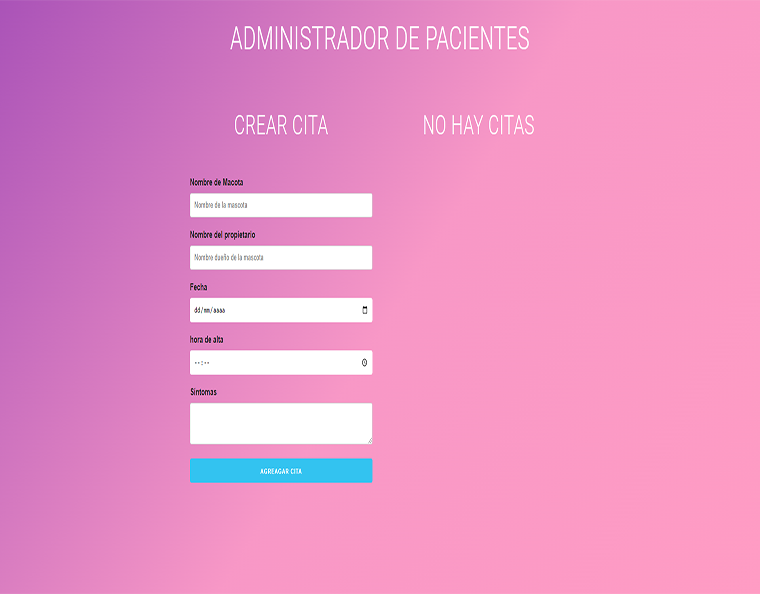 ADMINISTRADOR DE PACIENTES
CREAR CITA
NO HAY CITAS
Nombre de Macota
Nombre de la mascota
Nombre del propietario
Nombre dueño de la mascota
Fecha
dd/mm/aaaa
hora de alta
--:--
Sintomas
AGREAGAR CITA